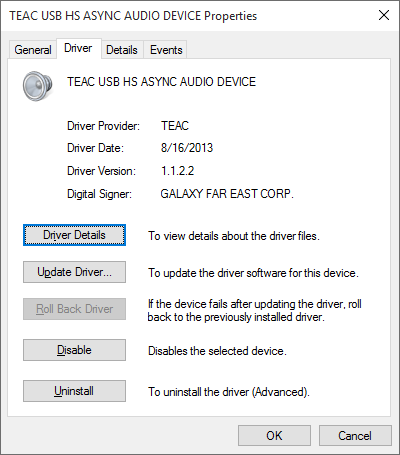 TEAC USB HS ASYNC AUDIO DEVICE Properties
General Driver Details Events
TEAC USB HS ASYNC AUDIO DEVICE
Driver Provider: TEAC
Driver Date: 8/16/2013
Driver Version: 1.1.2.2
Digital Signer: GALAXY FAR EAST CORP.
Driver Details To view details about the driver files.
Update Driver... To update the driver software for this device.
Roll Back Driver If the device fails after updating the driver, roll
back to the previously installed driver.
Disable Disables the selected device.
Uninstall To uninstall the driver (Advanced).
OK Cancel